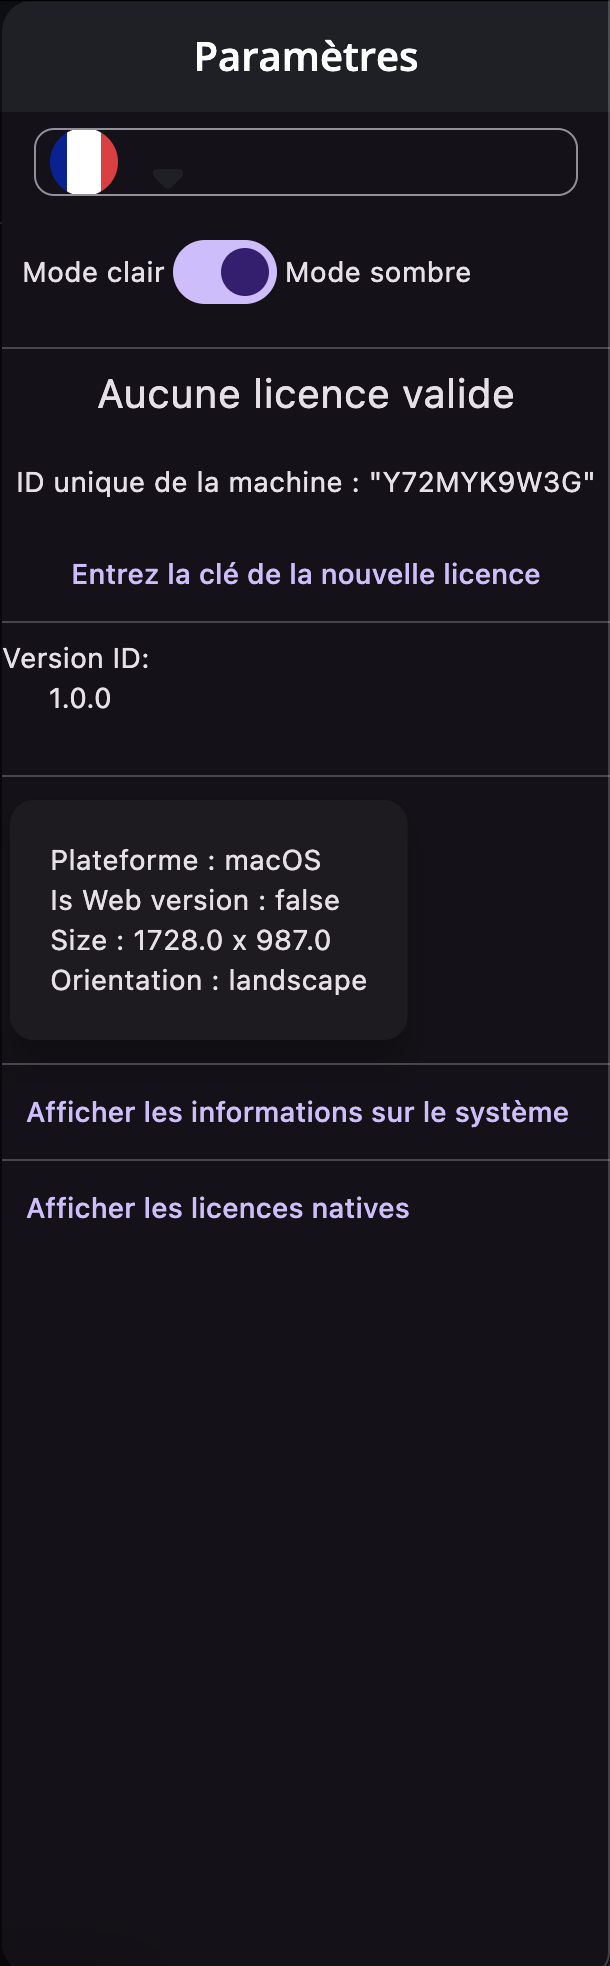 Paramètres
Mode clair Mode sombre
Aucune licence valide
ID unique de la machine : "Y72MYK9W3G"
Entrez la clé de la nouvelle licence
Version ID:
1.0.0
Plateforme : macOS
Is Web version : false
Size : 1728.0 x 987.0
Orientation : landscape
Afficher les informations sur le système
Afficher les licences natives